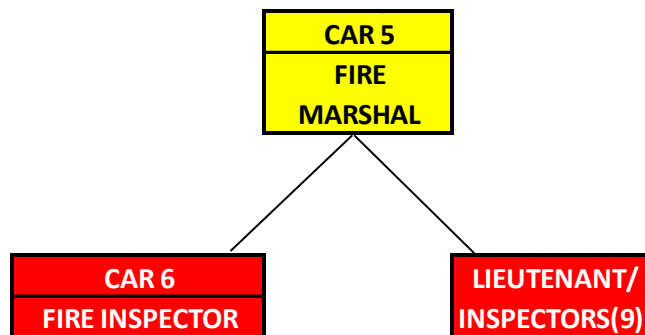 CAR 5
FIRE
MARSHAL
CAR 6
FIRE INSPECTOR
LIEUTENANT/
INSPECTORS(9)